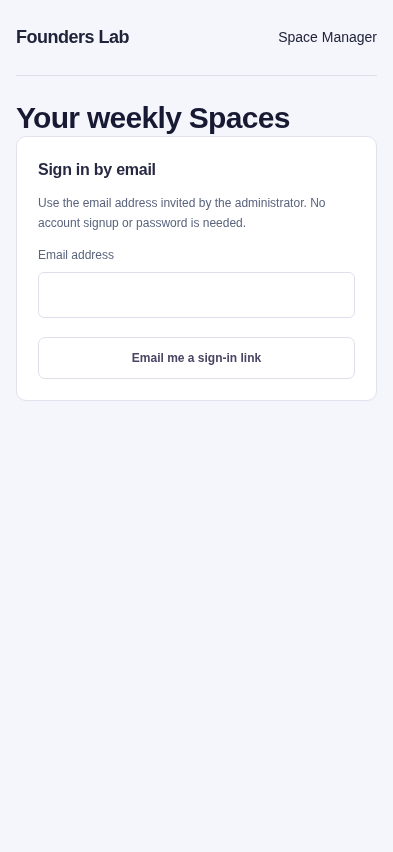 Founders Lab
Space Manager
Your weekly Spaces
Sign in by email
Use the email address invited by the administrator. No
account signup or password is needed.
Email address
Email me a sign-in link